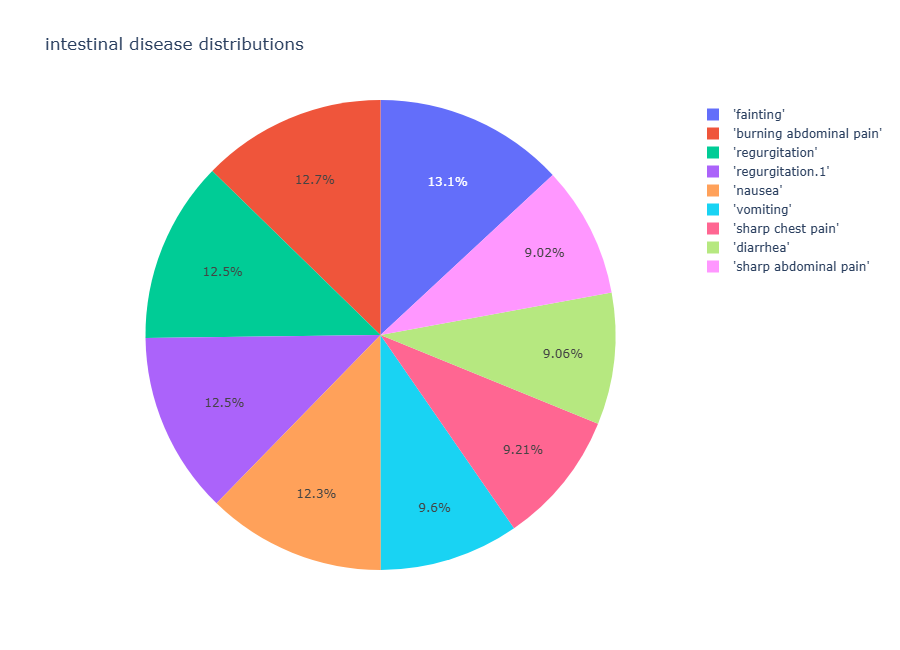 intestinal disease distributions
'fainting'
'burning abdominal pain'
'regurgitation'
'regurgitation.1'
'nausea'
'vomiting'
'sharp chest pain'
'diarrhea'
'sharp abdominal pain'
12.7%
13.1%
9.02%
12.5%
9.06%
12.5%
9.21%
12.3%
9.6%